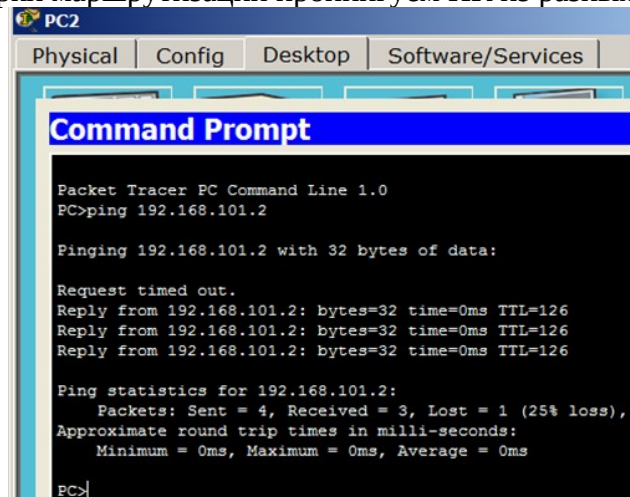 маршрутизации пропингуем ПК из разных
PC2
Physical Config Desktop Software/Services
Command Prompt
Packet Tracer PC Command Line 1.0
PC>ping 192.168.101.2
Pinging 192.168.101.2 with 32 bytes of data:
Request timed out.
Reply from 192.168.101.2: bytes=32 time=0ms TTL=126
Reply from 192.168.101.2: bytes=32 time=0ms TTL=126
Reply from 192.168.101.2: bytes=32 time=0ms TTL=126
Ping statistics for 192.168.101.2:
Packets: Sent = 4, Received = 3, Lost = 1 (25% loss),
Approximate round trip times in milli-seconds:
Minimum = 0ms, Maximum = 0ms, Average = 0ms
PC>